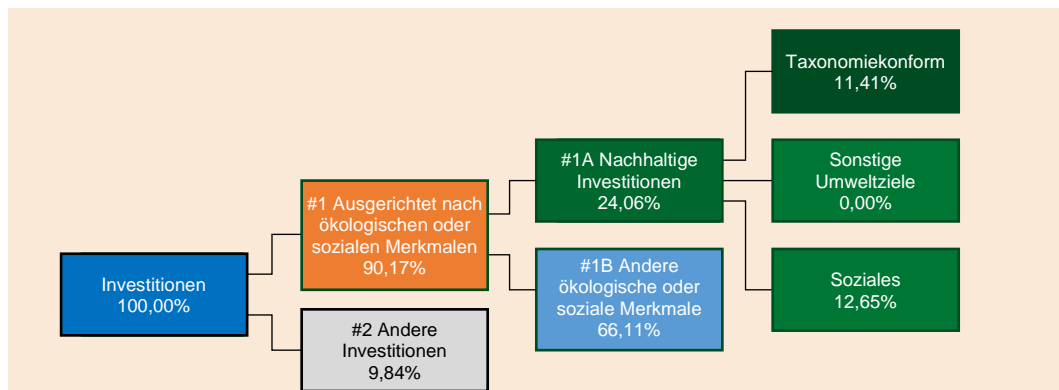 Investitionen
100,00%
#1 Ausgerichtet nach
ökologischen oder
sozialen Merkmalen
90,17%
#2 Andere
Investitionen
9,84%
#1A Nachhaltige
Investitionen
24,06%
#1B Andere
ökologische oder
soziale Merkmale
66,11%
Taxonomiekonform
11,41%
Sonstige
Umweltziele
0,00%
Soziales
12,65%